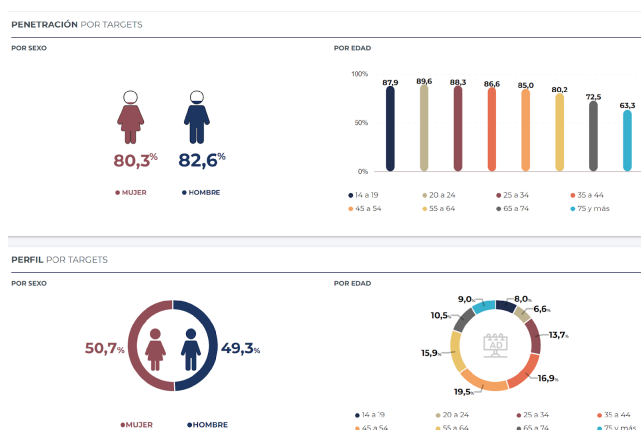 PENETRACIÓN POR TARGETS
POR SEXO
POR EDAD
100%
50%
0%
87,9
89,6
88,3
86,6
85,0
80,2
72,5
63,3
80,3%
82,6%
MUJER
HOMBRE
14 a 19
20 a 24
25 a 34
35 a 44
45 a 54
55 a 64
65 a 74
75 y más
PERFIL POR TARGETS
POR SEXO
POR EDAD
50,7%
49,3%
9,0%
8,0%
6,6%
10,5%
13,7%
15,9%
16,9%
19,5%
AD
MUJER
HOMBRE
14 a 19
20 a 24
25 a 34
35 a 44
45 a 54
55 a 64
65 a 74
75 y más